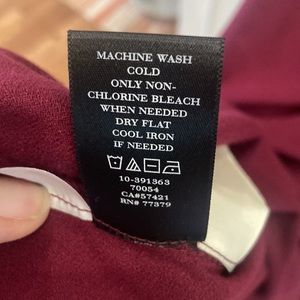 MACHINE WASH
COLD
ONLY NON-
CHLORINE BLEACH
WHEN NEEDED
DRY FLAT
COOL IRON
IF NEEDED
10-391363
70054
CA#57421
RN# 77379